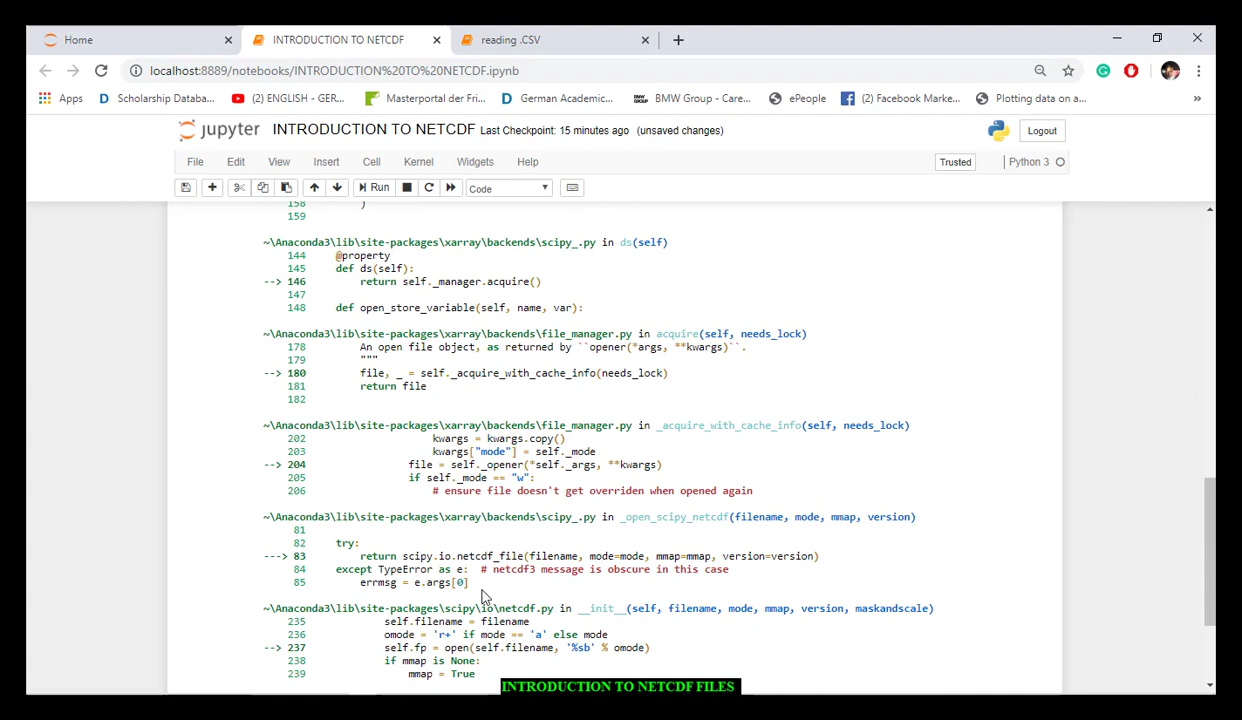 Home
INTRODUCTION TO NETCDF
reading .CSV
localhost:8889/notebooks/INTRODUCTION%20TO%20NETCDF.ipynb
Apps
Scholarship Databa...
(2) ENGLISH - GER...
Masterportal der Fri...
German Academic...
BMW Group - Care...
ePeople
(2) Facebook Marke...
Plotting data on a...
»
jupyter INTRODUCTION TO NETCDF Last Checkpoint: 15 minutes ago (unsaved changes)
Logout
File Edit View Insert Cell Kernel Widgets Help
Trusted
Python 3
Run
Code
158 )
159
~\Anaconda3\lib\site-packages\xarray\backends\scipy_.py in ds(self)
144 @property
145 def ds(self):
--> 146 return self._manager.acquire()
147
148 def open_store_variable(self, name, var):
~\Anaconda3\lib\site-packages\xarray\backends\file_manager.py in acquire(self, needs_lock)
178 An open file object, as returned by ``opener(*args, **kwargs)``.
179 """
--> 180 file, _ = self._acquire_with_cache_info(needs_lock)
181 return file
182
~\Anaconda3\lib\site-packages\xarray\backends\file_manager.py in _acquire_with_cache_info(self, needs_lock)
202 kwargs = kwargs.copy()
203 kwargs["mode"] = self._mode
--> 204 file = self._opener(*self._args, **kwargs)
205 if self._mode == "w":
206 # ensure file doesn't get overriden when opened again
~\Anaconda3\lib\site-packages\xarray\backends\scipy_.py in _open_scipy_netcdf(filename, mode, mmap, version)
81
82 try:
---> 83 return scipy.io.netcdf_file(filename, mode=mode, mmap=mmap, version=version)
84 except TypeError as e: # netcdf3 message is obscure in this case
85 errmsg = e.args[0]
~\Anaconda3\lib\site-packages\scipy\io\netcdf.py in __init__(self, filename, mode, mmap, version, maskandscale)
235 self.filename = filename
236 omode = 'r+' if mode == 'a' else mode
--> 237 self.fp = open(self.filename, '%sb' % omode)
238 if mmap is None:
239 mmap = True
INTRODUCTION TO NETCDF FILES